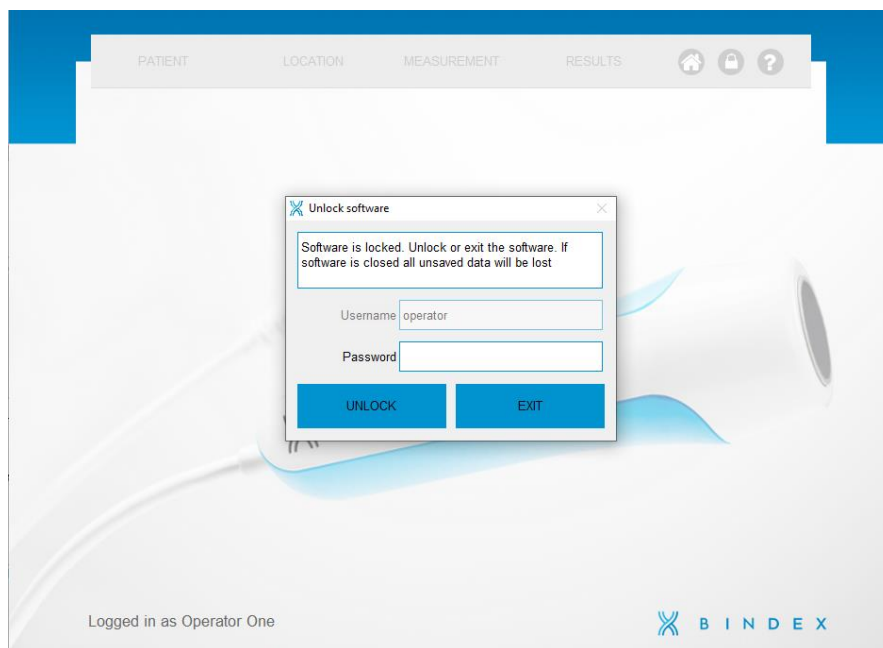 PATIENT LOCATION MEASUREMENT RESULTS ?
Unlock software
Software is locked. Unlock or exit the software. If
software is closed all unsaved data will be lost
Username operator
Password
UNLOCK EXIT
Logged in as Operator One
BINDEX